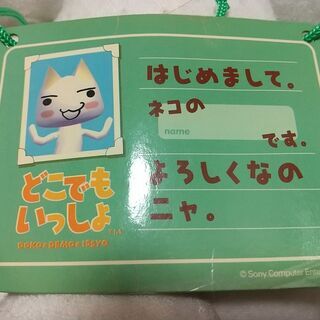 はじめまして。
ネコの
name
です。
よろしくなの
ニャ。
どこでも
いっしょ
TM
DOKO DEMO ISSYO
© Sony Computer Ente